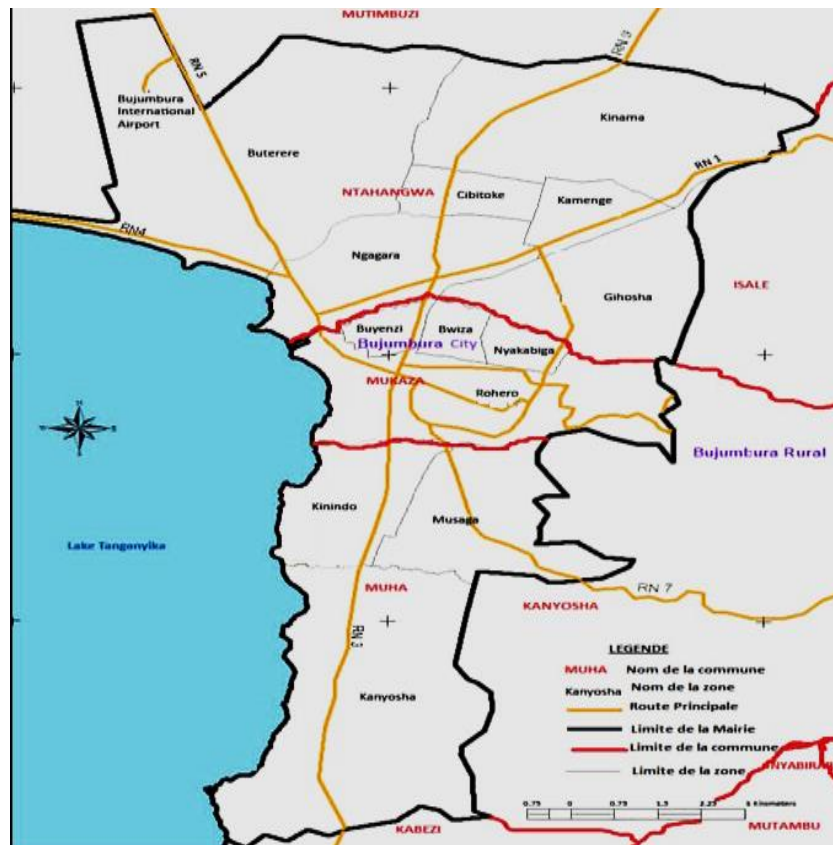 MUTIMBUZI
RN 5
RN 9
Bujumbura
International
Airport
Kinama
Buterere
RN 1
NTAHANGWA
Cibitoke
Kamenge
RN4
Ngagara
ISALE
Gihosha
Buyenzi
Bwiza
Bujumbura City
Nyakabiga
MUKAZA
Rohero
Bujumbura Rural
Kinindo
Musaga
Lake Tanganyika
MUHA
RN 7
KANYOSHA
RN 3
LEGENDE
MUHA Nom de la commune
Kanyosha Nom de la zone
Route Principale
Limite de la Mairie
Limite de la commune
Limite de la zone
Kanyosha
0.75 0 0.75 1.5 2.25 3 Kilometers
KABEZI
MUTAMBU